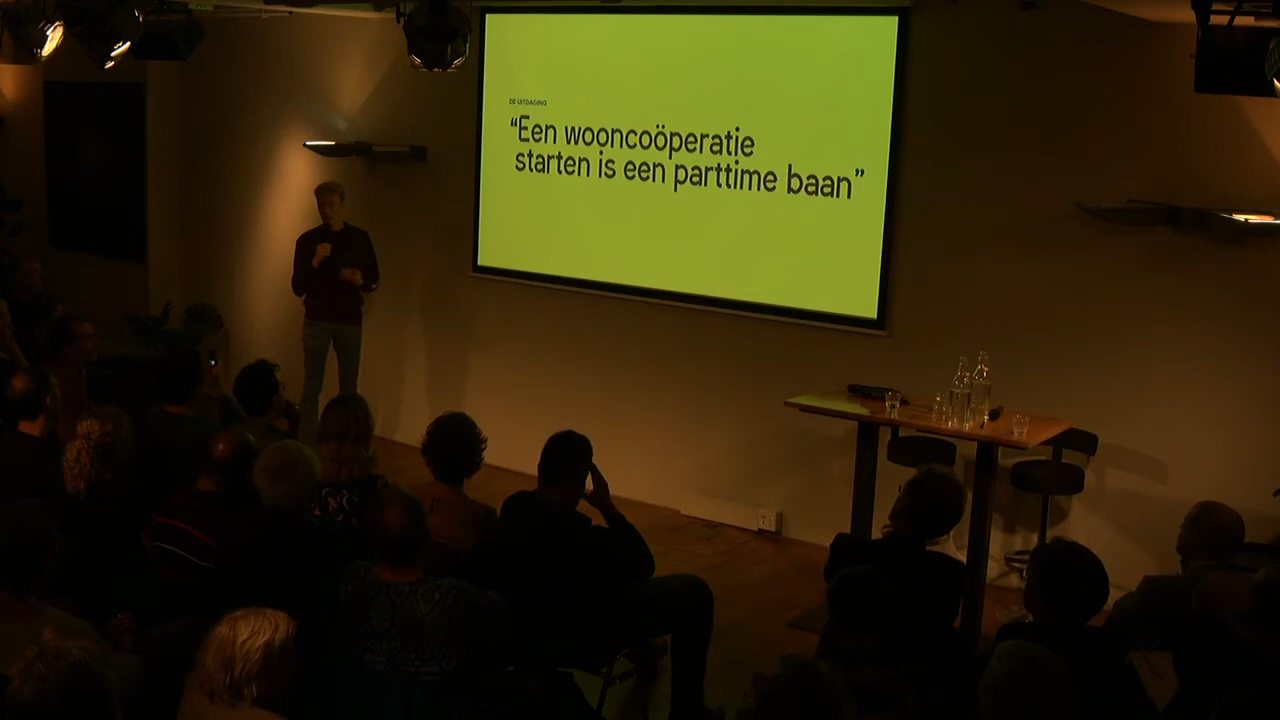 DE UITDAGING
“Een wooncoöperatie
starten is een parttime baan”